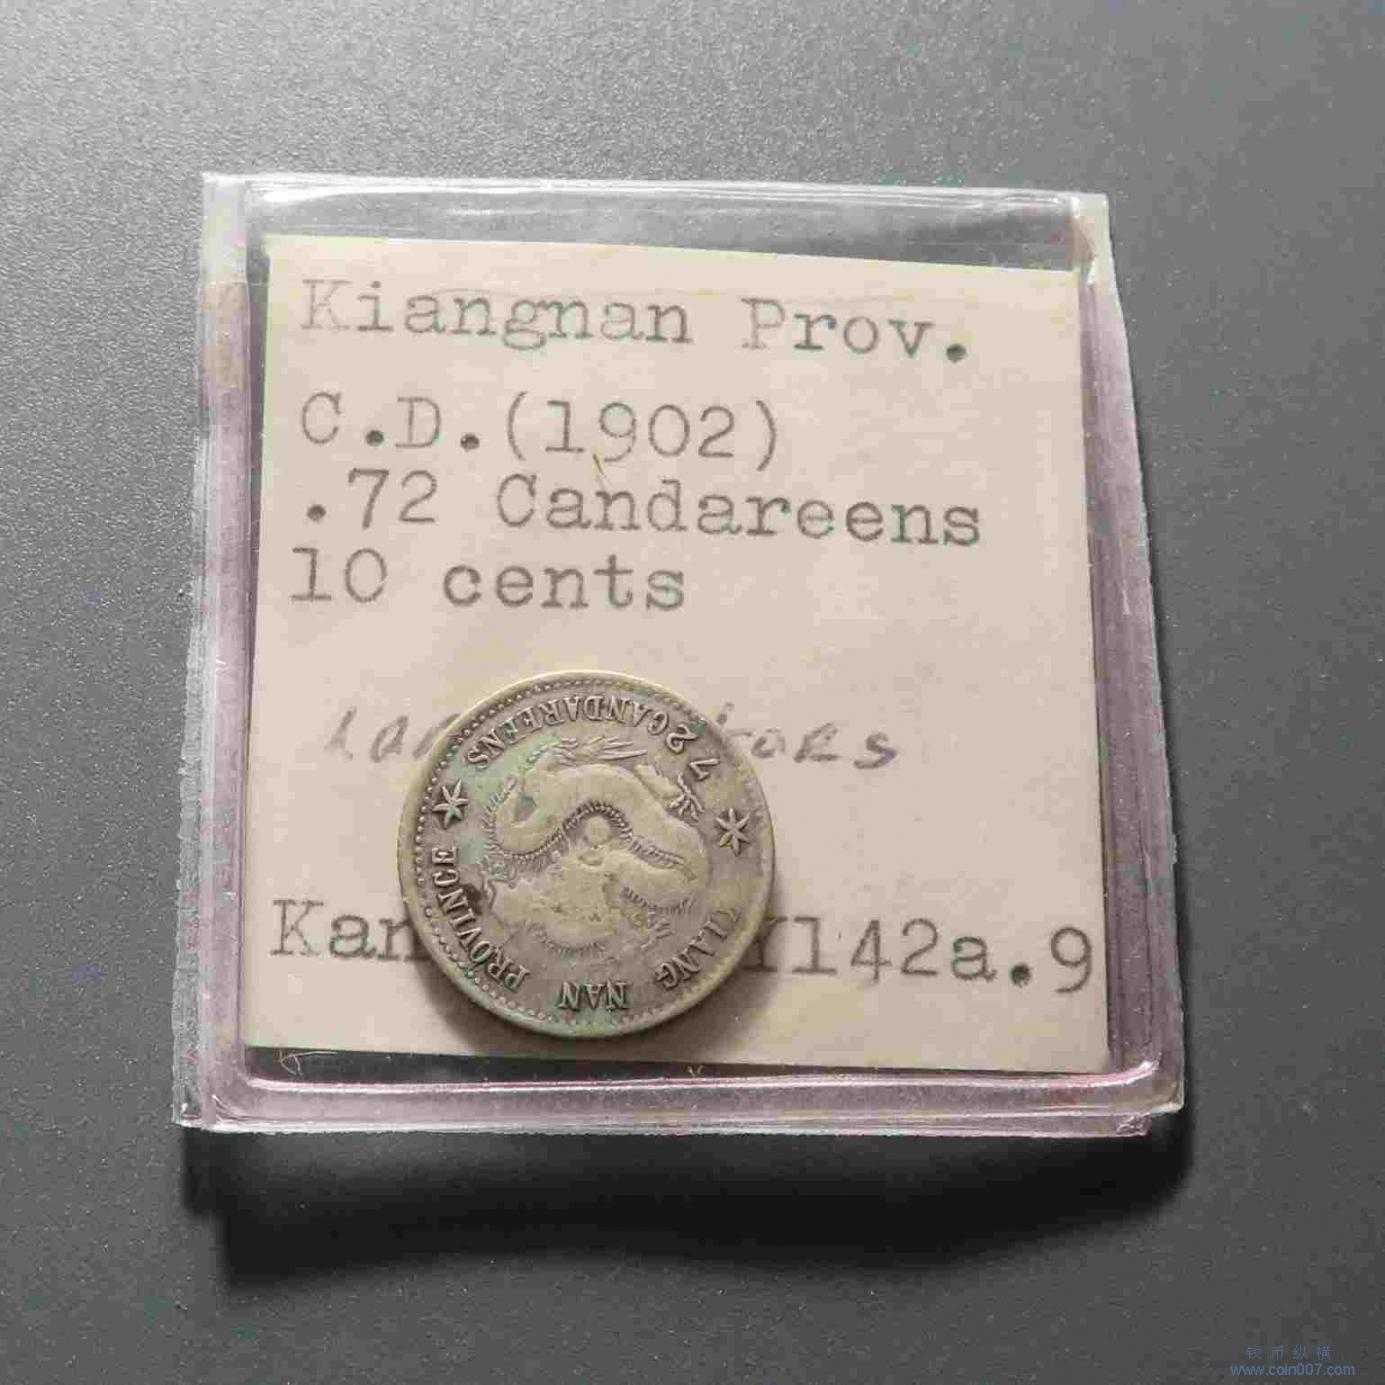 Kiangnan Prov.
C.D.(1902)
.72 Candareens
10 cents
7 2 CANDAREENS
KIANG NAN PROVINCE
Kan Y142a.9
钱币纵横
www.coin007.com